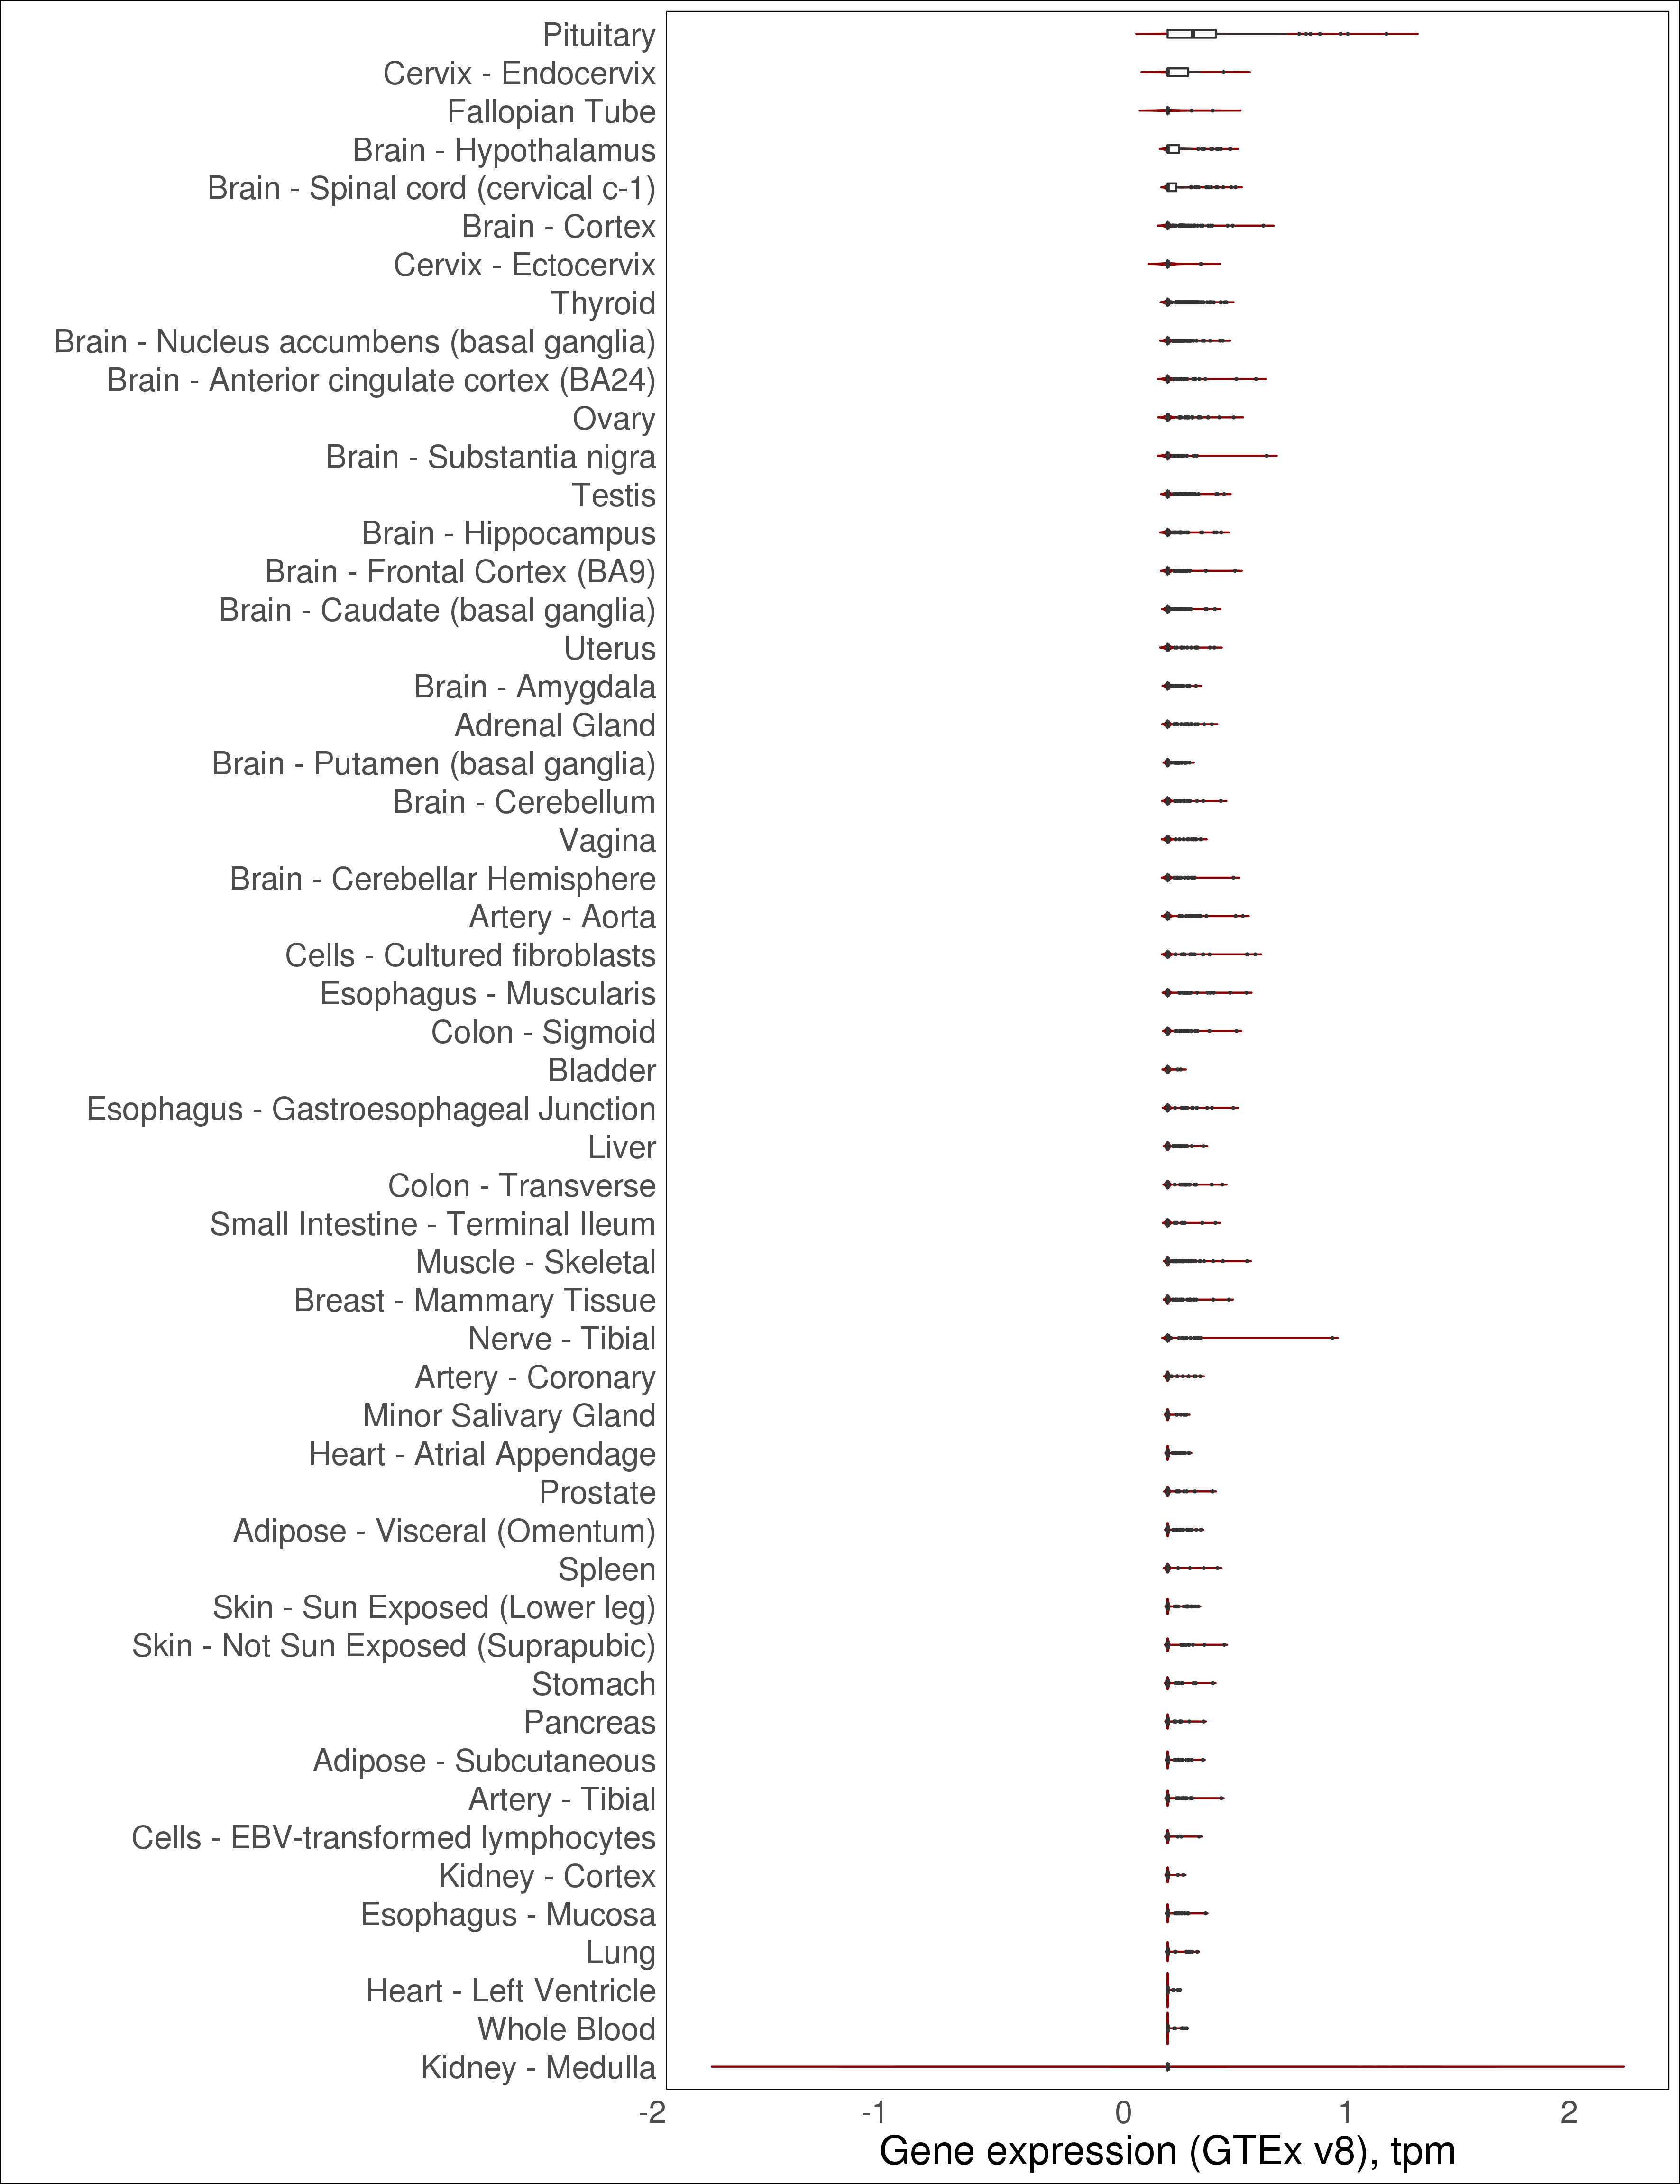 Pituitary
Cervix - Endocervix
Fallopian Tube
Brain - Hypothalamus
Brain - Spinal cord (cervical c-1)
Brain - Cortex
Cervix - Ectocervix
Thyroid
Brain - Nucleus accumbens (basal ganglia)
Brain - Anterior cingulate cortex (BA24)
Ovary
Brain - Substantia nigra
Testis
Brain - Hippocampus
Brain - Frontal Cortex (BA9)
Brain - Caudate (basal ganglia)
Uterus
Brain - Amygdala
Adrenal Gland
Brain - Putamen (basal ganglia)
Brain - Cerebellum
Vagina
Brain - Cerebellar Hemisphere
Artery - Aorta
Cells - Cultured fibroblasts
Esophagus - Muscularis
Colon - Sigmoid
Bladder
Esophagus - Gastroesophageal Junction
Liver
Colon - Transverse
Small Intestine - Terminal Ileum
Muscle - Skeletal
Breast - Mammary Tissue
Nerve - Tibial
Artery - Coronary
Minor Salivary Gland
Heart - Atrial Appendage
Prostate
Adipose - Visceral (Omentum)
Spleen
Skin - Sun Exposed (Lower leg)
Skin - Not Sun Exposed (Suprapubic)
Stomach
Pancreas
Adipose - Subcutaneous
Artery - Tibial
Cells - EBV-transformed lymphocytes
Kidney - Cortex
Esophagus - Mucosa
Lung
Heart - Left Ventricle
Whole Blood
Kidney - Medulla
-2 -1 0 1 2
Gene expression (GTEx v8), tpm